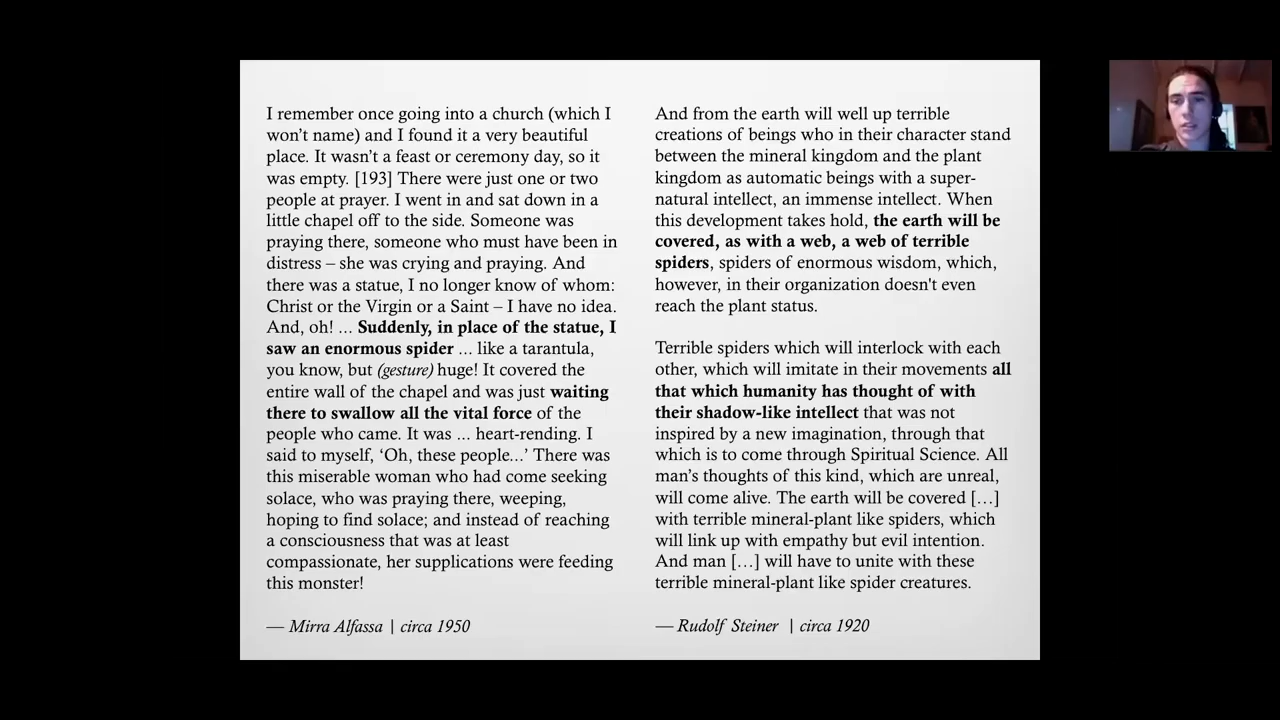 I remember once going into a church (which I
won’t name) and I found it a very beautiful
place. It wasn’t a feast or ceremony day, so it
was empty. [193] There were just one or two
people at prayer. I went in and sat down in a
little chapel off to the side. Someone was
praying there, someone who must have been in
distress – she was crying and praying. And
there was a statue, I no longer know of whom:
Christ or the Virgin or a Saint – I have no idea.
And, oh! ... Suddenly, in place of the statue, I
saw an enormous spider ... like a tarantula,
you know, but (gesture) huge! It covered the
entire wall of the chapel and was just waiting
there to swallow all the vital force of the
people who came. It was ... heart-rending. I
said to myself, ‘Oh, these people...’ There was
this miserable woman who had come seeking
solace, who was praying there, weeping,
hoping to find solace; and instead of reaching
a consciousness that was at least
compassionate, her supplications were feeding
this monster!
— Mirra Alfassa | circa 1950
And from the earth will well up terrible
creations of beings who in their character stand
between the mineral kingdom and the plant
kingdom as automatic beings with a super-
natural intellect, an immense intellect. When
this development takes hold, the earth will be
covered, as with a web, a web of terrible
spiders, spiders of enormous wisdom, which,
however, in their organization doesn't even
reach the plant status.
Terrible spiders which will interlock with each
other, which will imitate in their movements all
that which humanity has thought of with
their shadow-like intellect that was not
inspired by a new imagination, through that
which is to come through Spiritual Science. All
man’s thoughts of this kind, which are unreal,
will come alive. The earth will be covered [...]
with terrible mineral-plant like spiders, which
will link up with empathy but evil intention.
And man [...] will have to unite with these
terrible mineral-plant like spider creatures.
— Rudolf Steiner | circa 1920